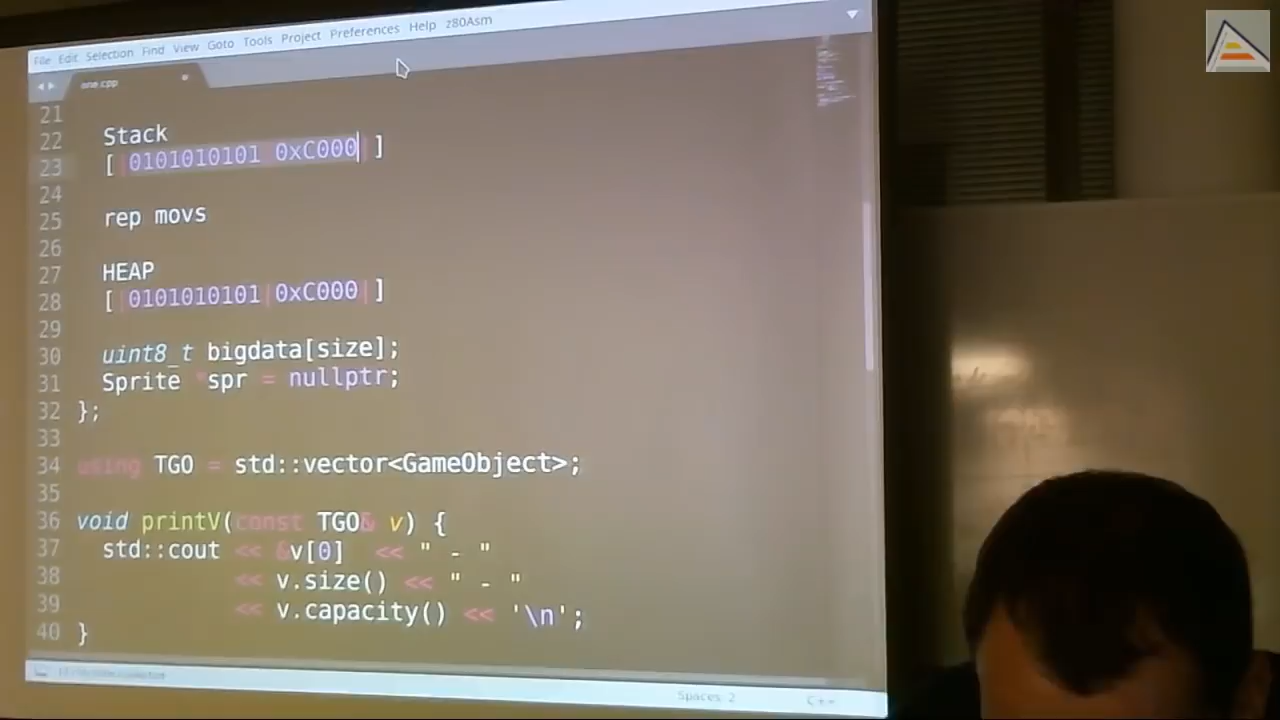 File Edit Selection Find View Goto Tools Project Preferences Help z80Asm
one.cpp
21
22 Stack
23 [|0101010101 0xC000| ]
24
25 rep movs
26
27 HEAP
28 [|0101010101|0xC000| ]
29
30 uint8_t bigdata[size];
31 Sprite *spr = nullptr;
32 };
33
34 using TGO = std::vector<GameObject>;
35
36 void printV(const TGO& v) {
37 std::cout << &v[0] << " - "
38 << v.size() << " - "
39 << v.capacity() << '\n';
40 }
Spaces: 2 C++